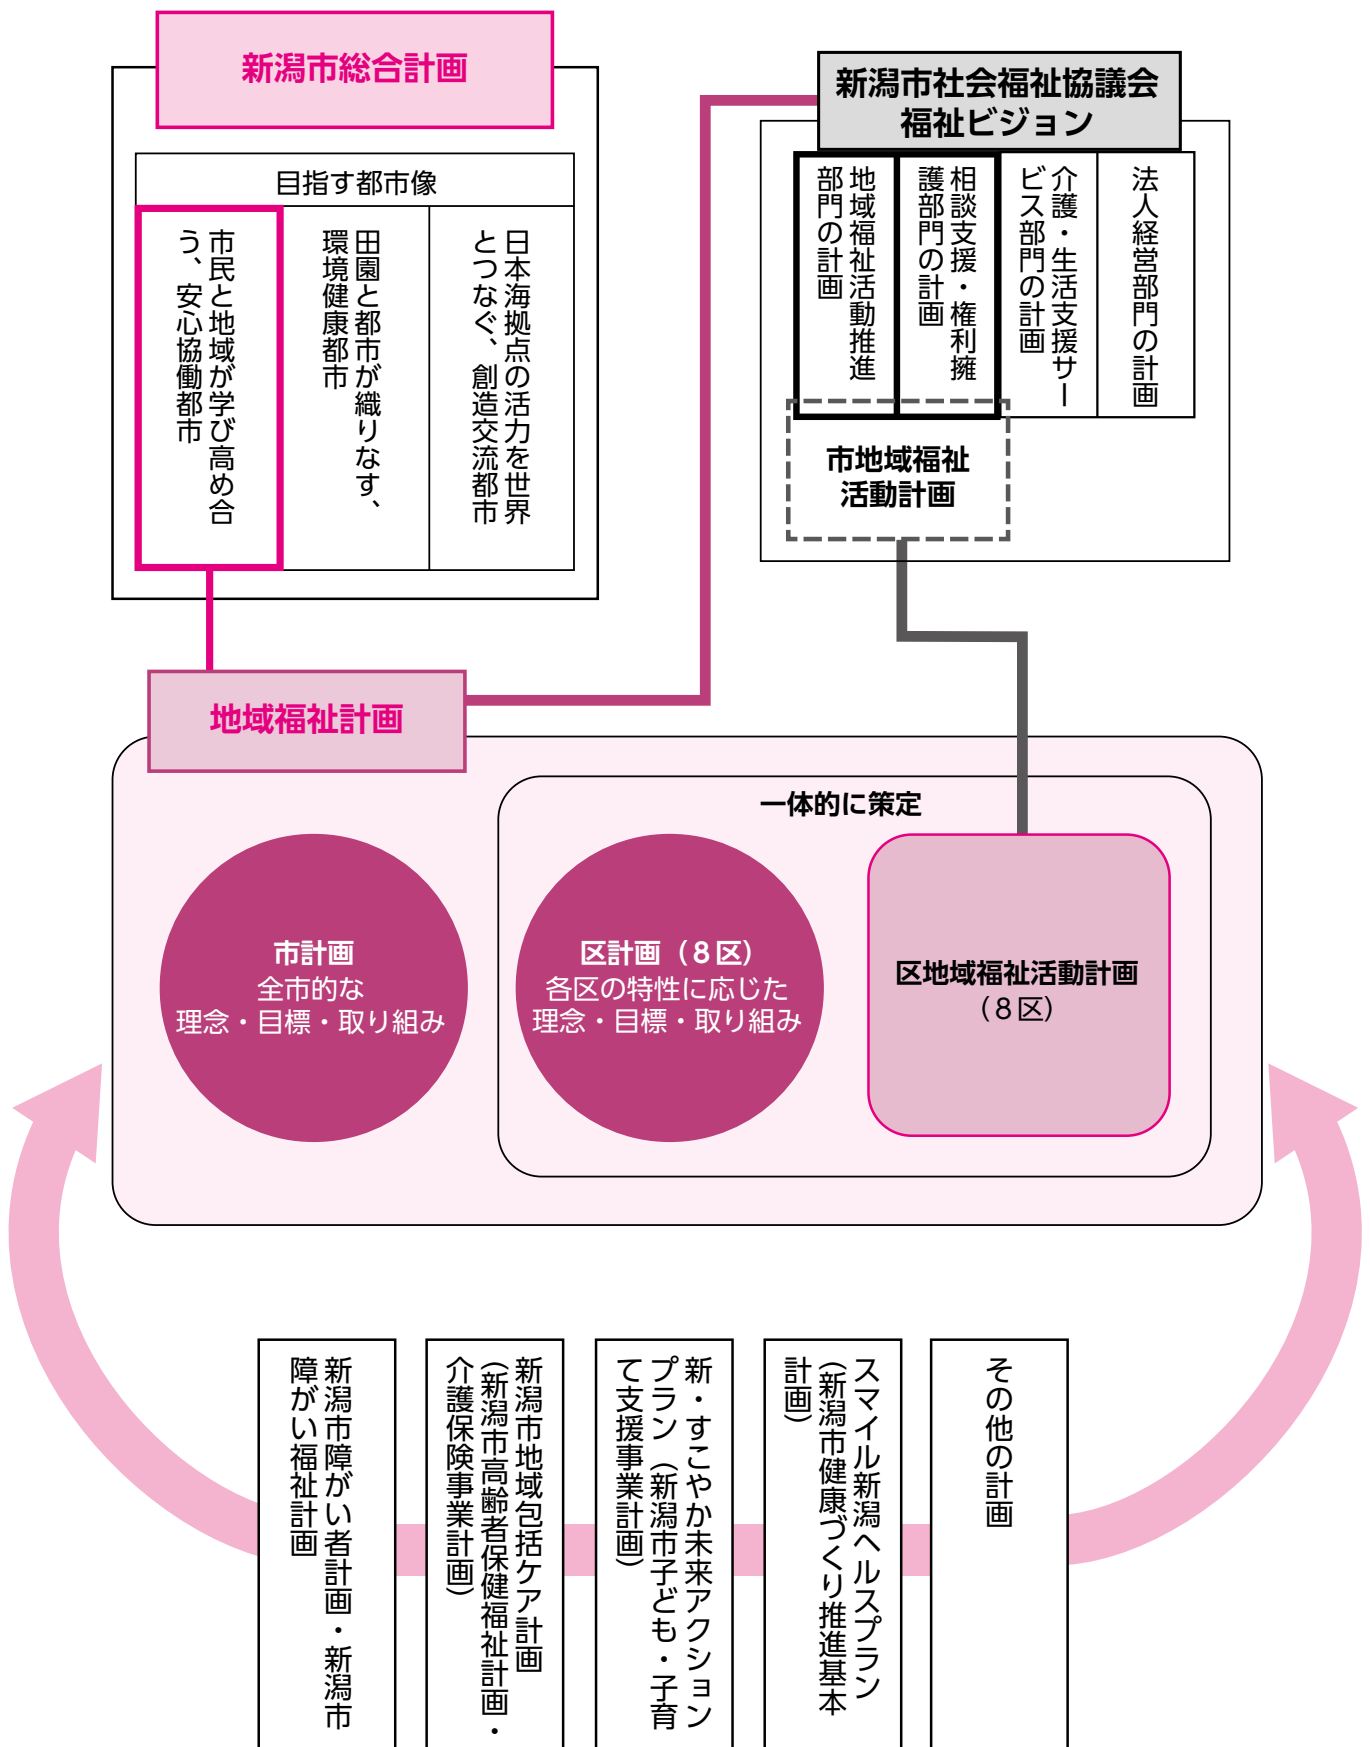 新潟市総合計画
目指す都市像
市民と地域が学び高め合
う、安心協働都市
田園と都市が織りなす、
環境健康都市
日本海拠点の活力を世界
とつなぐ、創造交流都市
新潟市社会福祉協議会
福祉ビジョン
地域福祉活動推進
部門の計画
相談支援・権利擁
護部門の計画
介護・生活支援サー
ビス部門の計画
法人経営部門の計画
市地域福祉
活動計画
地域福祉計画
一体的に策定
市計画
全市的な
理念・目標・取り組み
区計画（８区）
各区の特性に応じた
理念・目標・取り組み
区地域福祉活動計画
（８区）
新潟市障がい者計画・新潟市
障がい福祉計画
新潟市地域包括ケア計画
（新潟市高齢者保健福祉計画・
介護保険事業計画）
新・すこやか未来アクション
プラン（新潟市子ども・子育
て支援事業計画）
スマイル新潟ヘルスプラン
（新潟市健康づくり推進基本
計画）
その他の計画